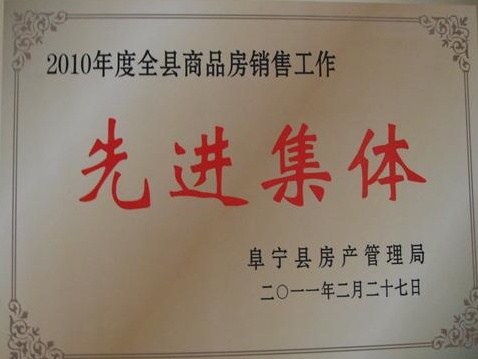 2010年度全县商品房销售工作
先进集体
阜宁县房产管理局
二〇一一年二月二十七日